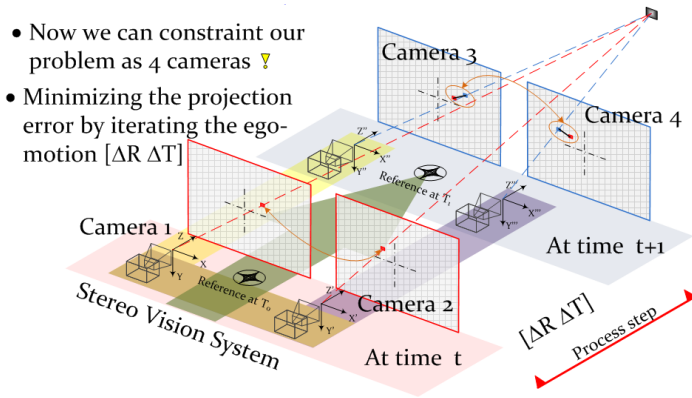 • Now we can constraint our
problem as 4 cameras !
• Minimizing the projection
error by iterating the ego-
motion [ΔR ΔT]
Camera 3
Camera 4
Z''
X''
Y''
Reference at T₁
Camera 1
Z
X
Y
Z'''
X'''
Y'''
At time t+1
Reference at T₀
Camera 2
Z'
X'
Y'
Stereo Vision System
At time t
[ΔR ΔT]
Process step